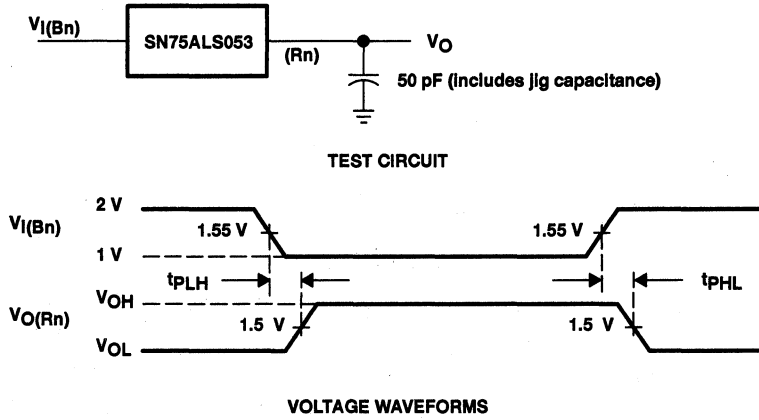 VI(Bn)
SN75ALS053
(Rn)
VO
50 pF (includes jig capacitance)
TEST CIRCUIT
VI(Bn)
2 V
1.55 V
1.55 V
1 V
tPLH
tPHL
VO(Rn)
VOH
1.5 V
1.5 V
VOL
VOLTAGE WAVEFORMS